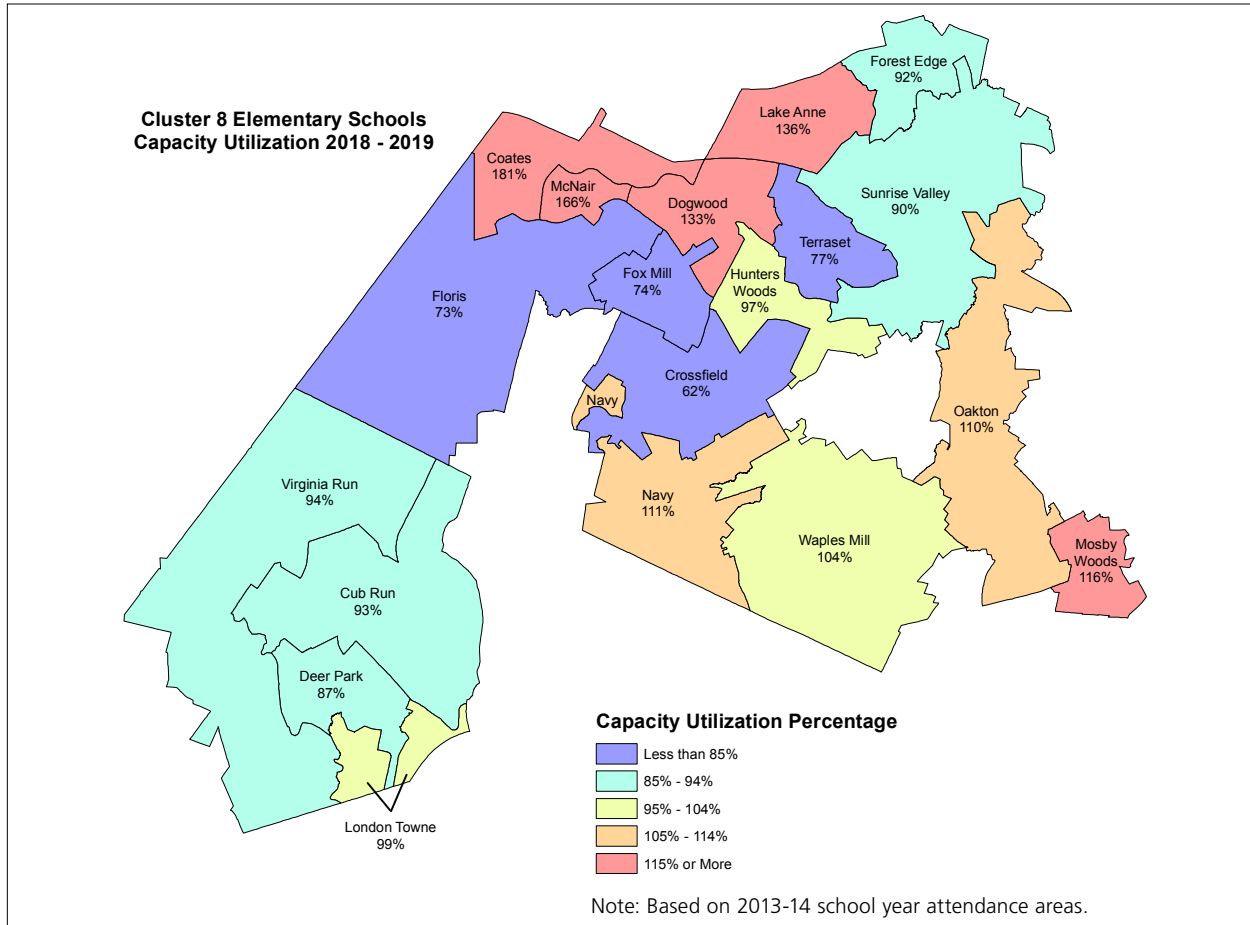 Cluster 8 Elementary Schools
Capacity Utilization 2018 - 2019
Forest Edge
92%
Lake Anne
136%
Coates
181%
McNair
166%
Dogwood
133%
Sunrise Valley
90%
Terraset
77%
Fox Mill
74%
Hunters
Woods
97%
Floris
73%
Crossfield
62%
Navy
Oakton
110%
Virginia Run
94%
Navy
111%
Waples Mill
104%
Mosby
Woods
116%
Cub Run
93%
Deer Park
87%
London Towne
99%
Capacity Utilization Percentage
Less than 85%
85% - 94%
95% - 104%
105% - 114%
115% or More
Note: Based on 2013-14 school year attendance areas.